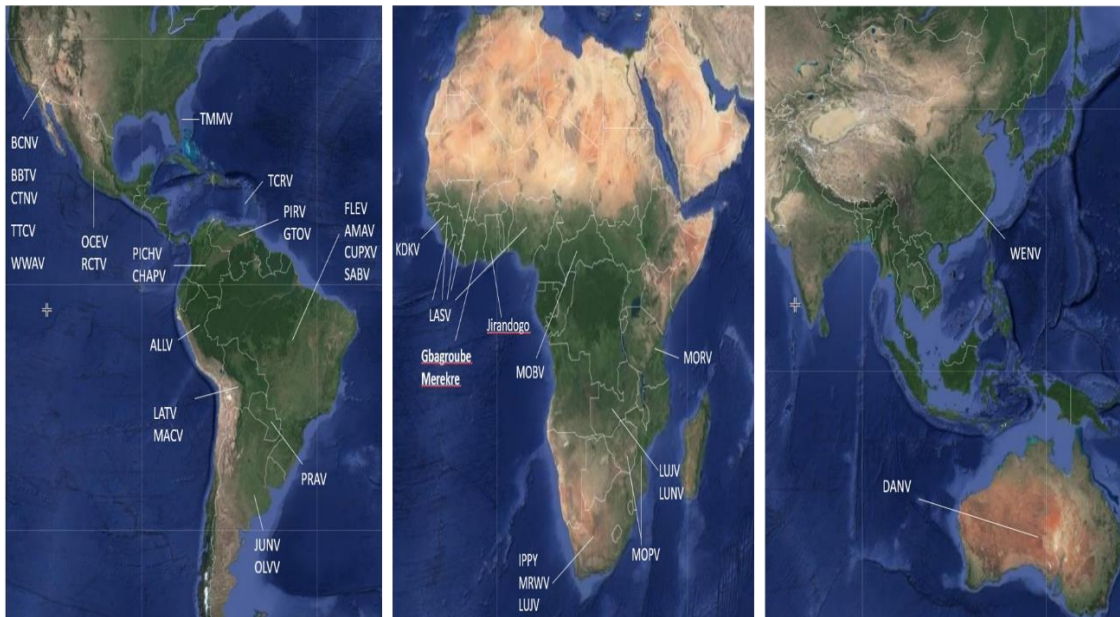 BCNV
BBTV
CTNV
TTCV
WWAV
OCEV
RCTV
TMMV
TCRV
PIRV
GTOV
PICHV
CHAPV
FLEV
AMAV
CUPXV
SABV
ALLV
LATV
MACV
PRAV
JUNV
OLVV
KDKV
LASV
Jirandogo
Gbagroube
Merekre
MOBV
MORV
LUJV
LUNV
MOPV
IPPY
MRWV
LUJV
WENV
DANV